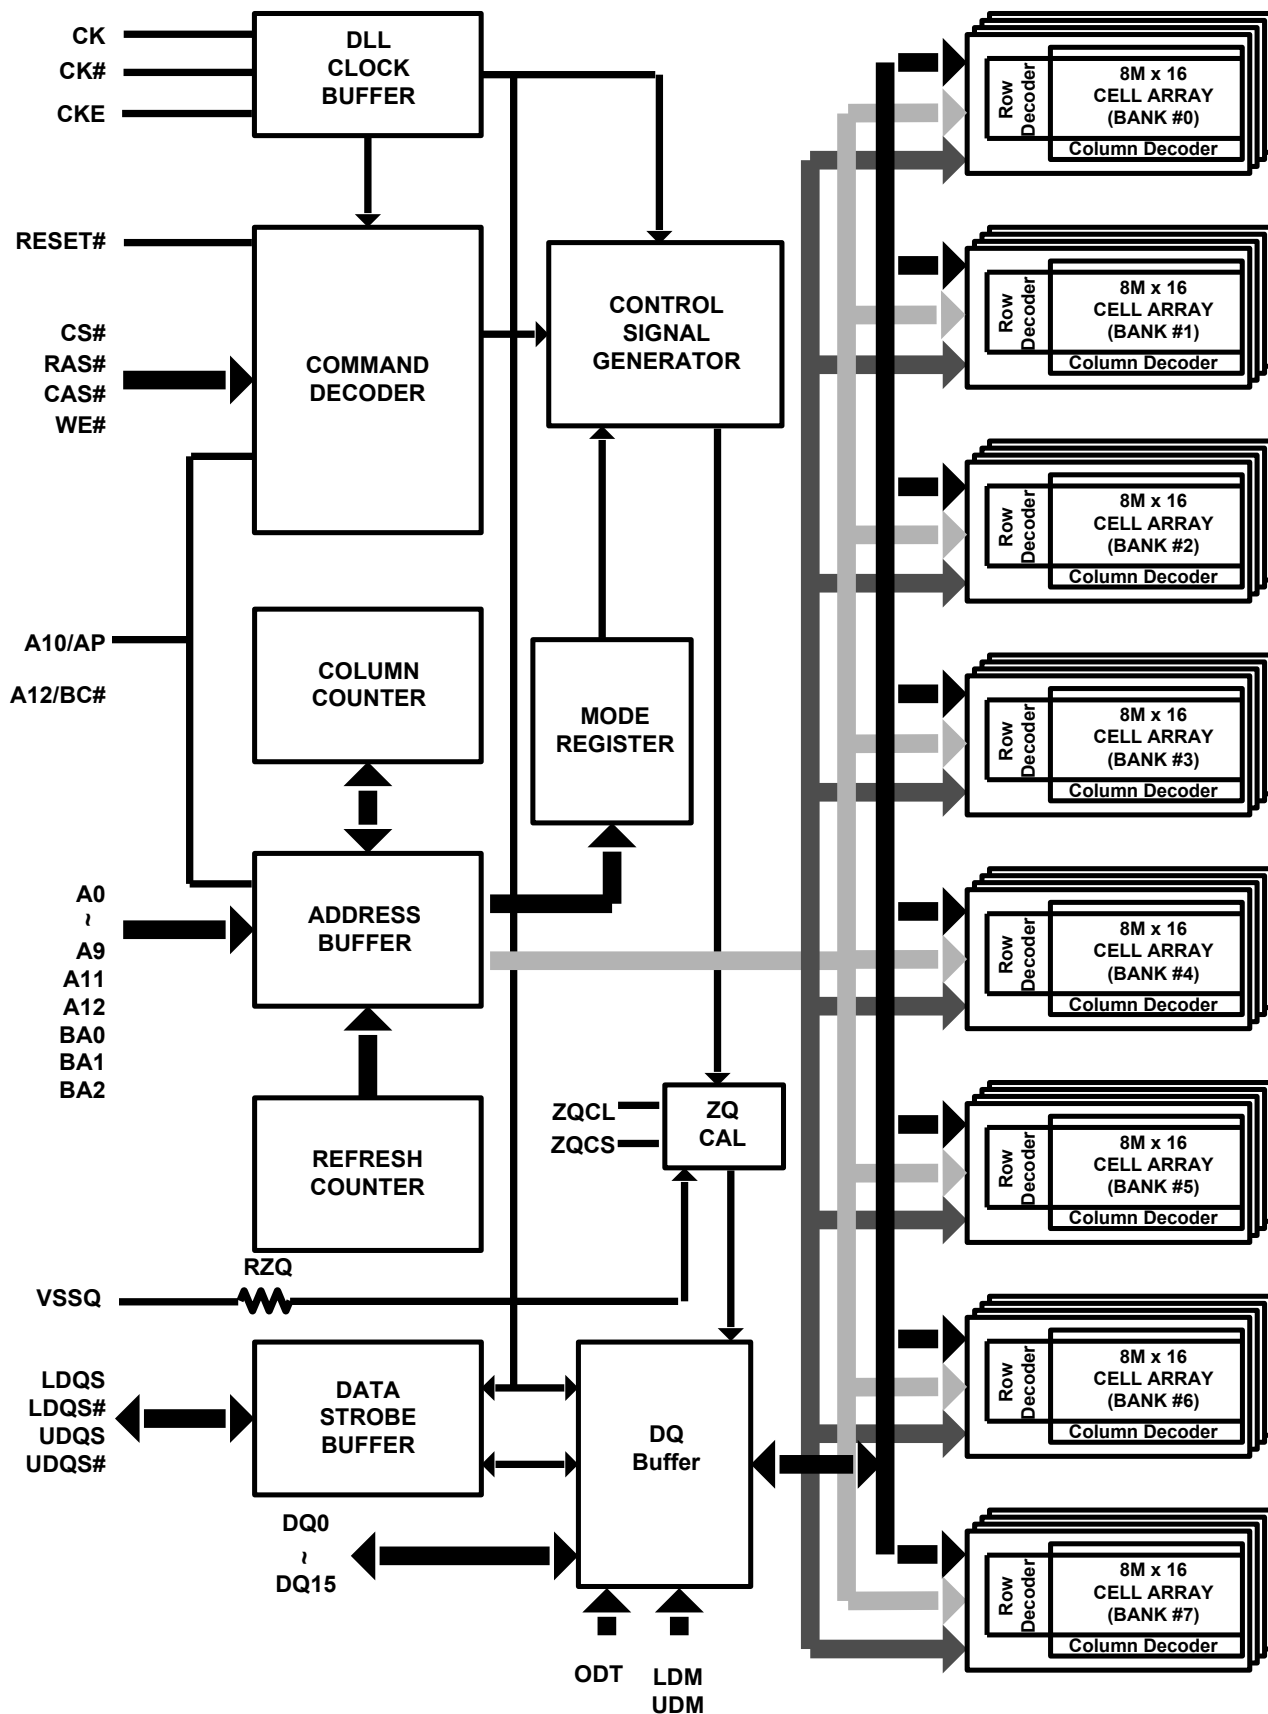 CK
CK#
CKE
DLL
CLOCK
BUFFER
RESET#
CS#
RAS#
CAS#
WE#
COMMAND
DECODER
CONTROL
SIGNAL
GENERATOR
A10/AP
A12/BC#
COLUMN
COUNTER
MODE
REGISTER
A0
~
A9
A11
A12
BA0
BA1
BA2
ADDRESS
BUFFER
REFRESH
COUNTER
ZQCL
ZQCS
ZQ
CAL
RZQ
VSSQ
LDQS
LDQS#
UDQS
UDQS#
DATA
STROBE
BUFFER
DQ
Buffer
DQ0
~
DQ15
ODT
LDM
UDM
Row
Decoder
8M x 16
CELL ARRAY
(BANK #0)
Column Decoder
Row
Decoder
8M x 16
CELL ARRAY
(BANK #1)
Column Decoder
Row
Decoder
8M x 16
CELL ARRAY
(BANK #2)
Column Decoder
Row
Decoder
8M x 16
CELL ARRAY
(BANK #3)
Column Decoder
Row
Decoder
8M x 16
CELL ARRAY
(BANK #4)
Column Decoder
Row
Decoder
8M x 16
CELL ARRAY
(BANK #5)
Column Decoder
Row
Decoder
8M x 16
CELL ARRAY
(BANK #6)
Column Decoder
Row
Decoder
8M x 16
CELL ARRAY
(BANK #7)
Column Decoder